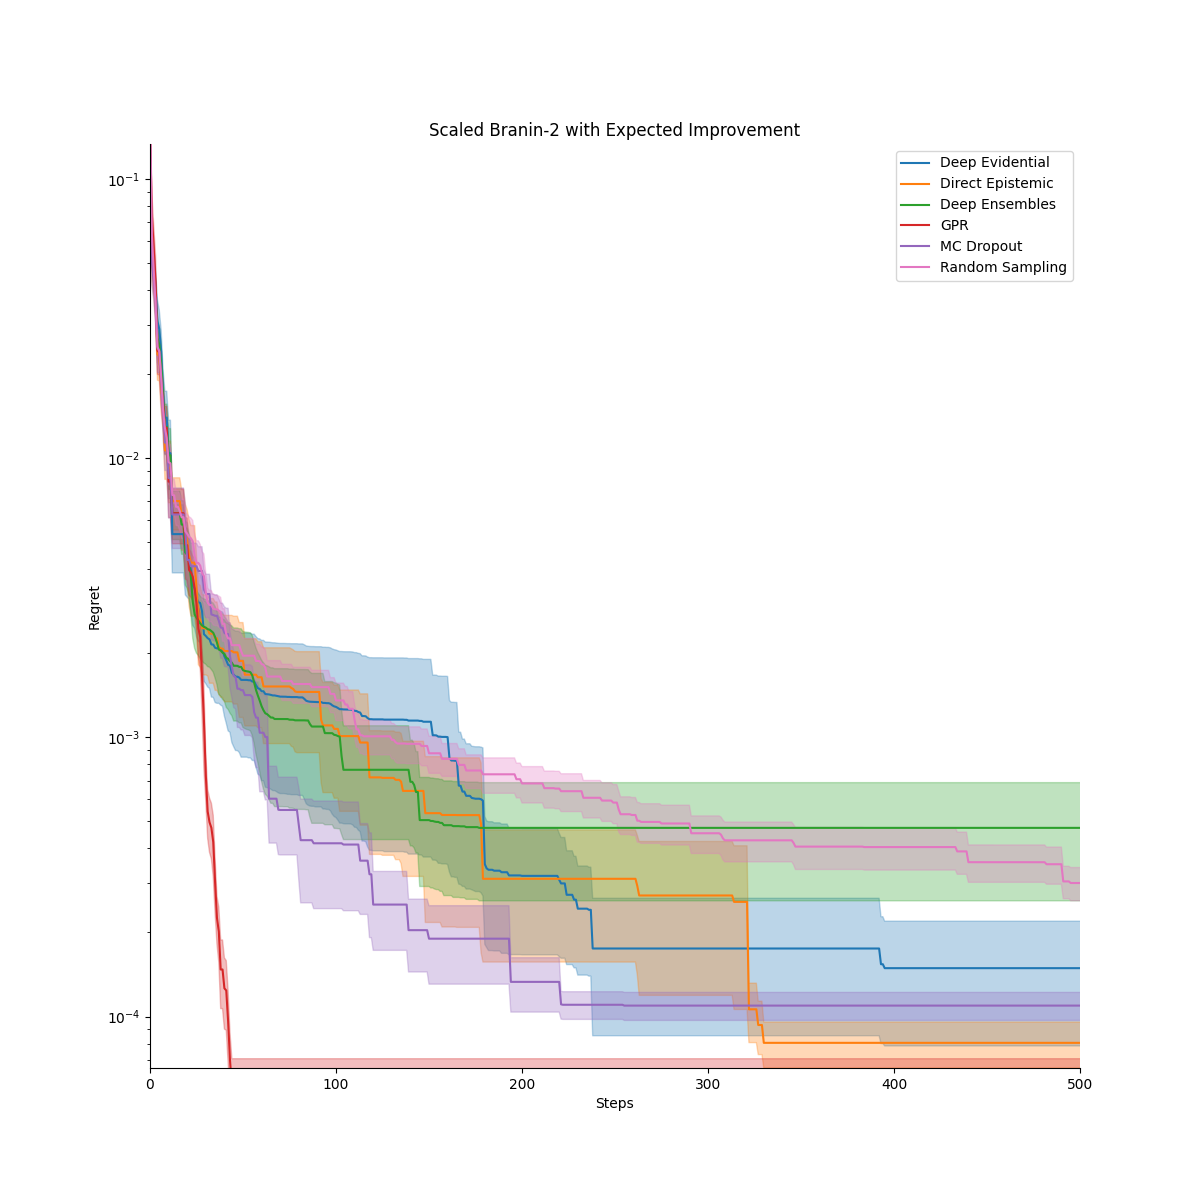 Scaled Branin-2 with Expected Improvement
Deep Evidential
Direct Epistemic
Deep Ensembles
GPR
MC Dropout
Random Sampling
10⁻¹
10⁻²
10⁻³
10⁻⁴
Regret
0 100 200 300 400 500
Steps